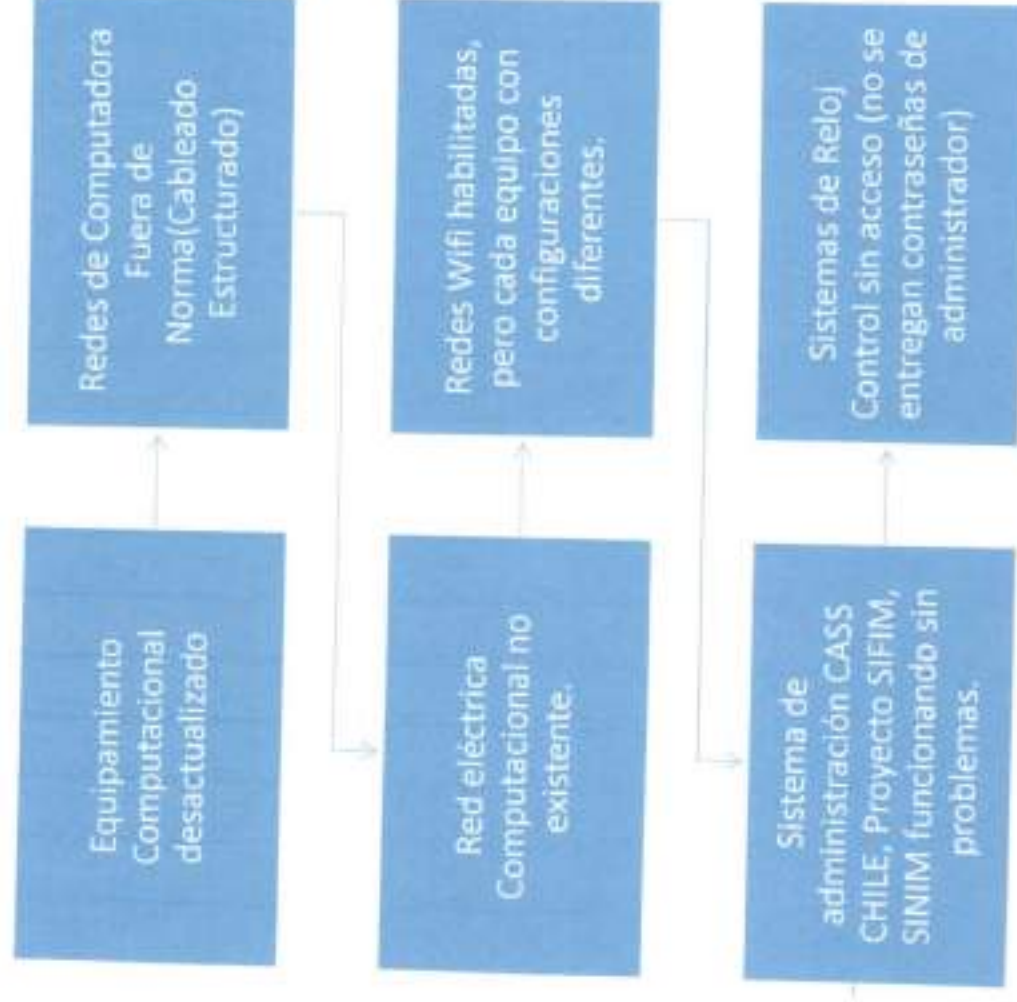 Equipamiento
Computacional
desactualizado
Redes de Computadora
Fuera de
Norma(Cableado
Estructurado)
Red eléctrica
Computacional no
existente.
Redes Wifi habilitadas,
pero cada equipo con
configuraciones
diferentes.
Sistema de
administración CASS
CHILE, Proyecto SIFIM,
SINIM funcionando sin
problemas.
Sistemas de Reloj
Control sin acceso (no se
entregan contraseñas de
administrador)